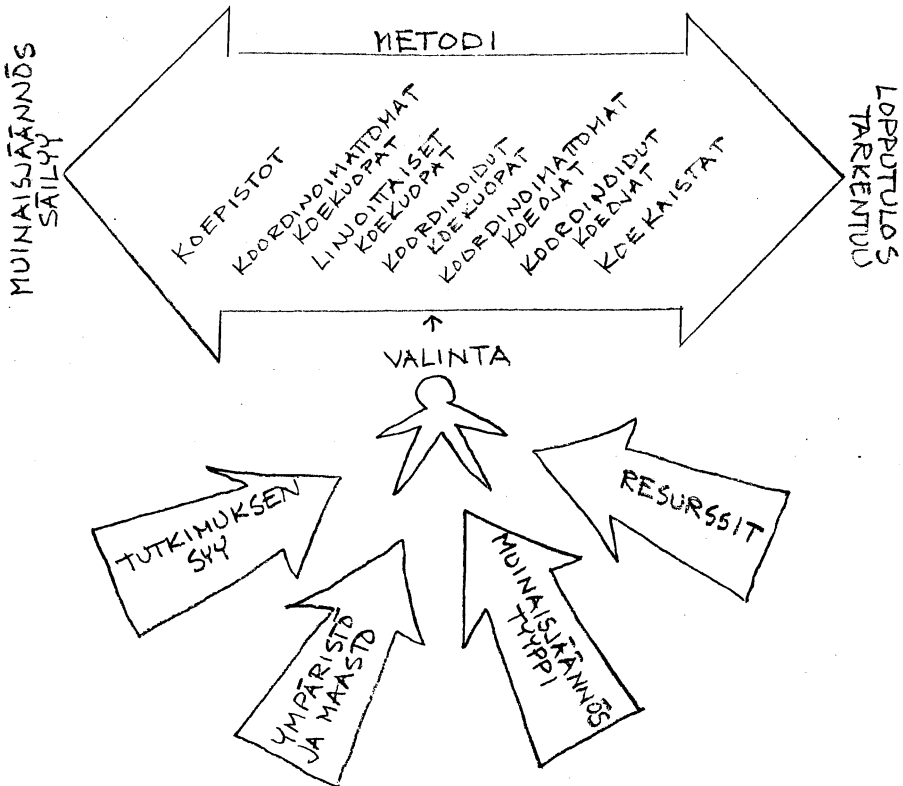 METODI
MUINAISJÄÄNNÖS
SÄILYY
KOEPISTOT
KOORDINOIMATTOMAT
KOEKUOPAT
LINJOITTAISET
KOEKUOPAT
KOORDINOIDUT
KOEKUOPAT
KOORDINOIMATTOMAT
KOEOJAT
KOORDINOIDUT
KOEOJAT
KOEKAISTAT
LOPPUTULOS
TARKENTUU
VALINTA
TUTKIMUKSEN
SYY
YMPÄRISTÖ
JA MAASTO
MUINAISJÄÄNNÖS
TYYPPI
RESURSSIT